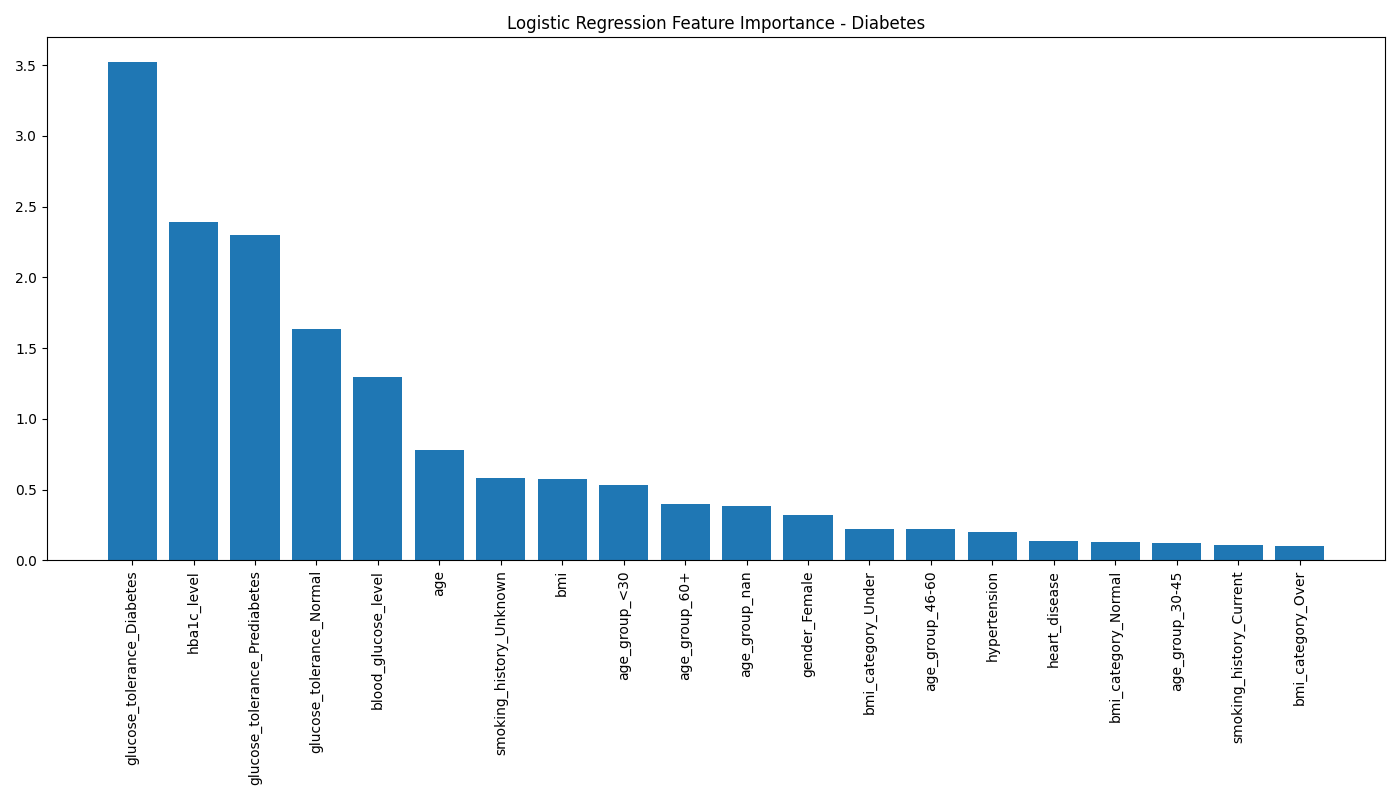 Logistic Regression Feature Importance - Diabetes
3.5
3.0
2.5
2.0
1.5
1.0
0.5
0.0
glucose_tolerance_Diabetes
hba1c_level
glucose_tolerance_Prediabetes
glucose_tolerance_Normal
blood_glucose_level
age
smoking_history_Unknown
bmi
age_group_<30
age_group_60+
age_group_nan
gender_Female
bmi_category_Under
age_group_46-60
hypertension
heart_disease
bmi_category_Normal
age_group_30-45
smoking_history_Current
bmi_category_Over